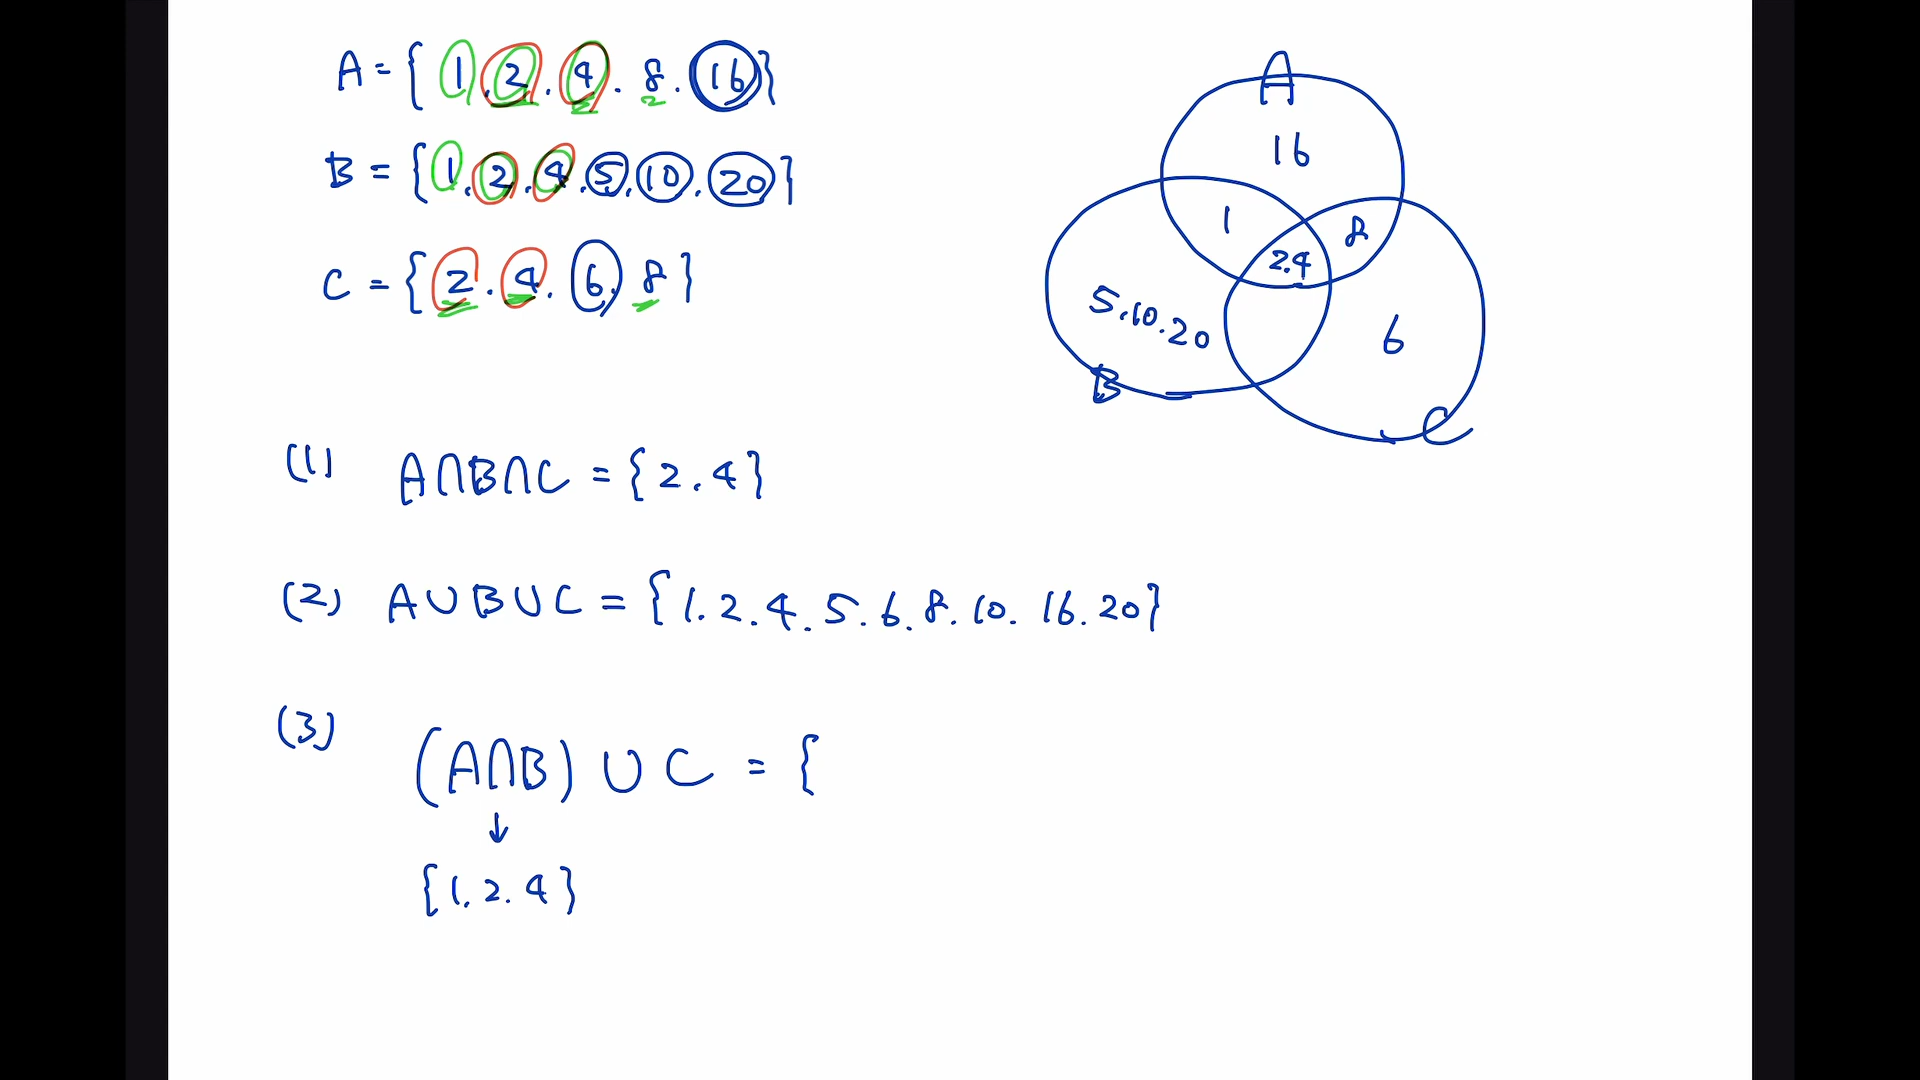 A = { 1, 2. 4. 8. 16}
B = {1. 2. 4. 5. 10. 20}
C = {2. 4. 6. 8}
A
16
1
8
2.4
5.10.20
6
B
C
(1) A∩B∩C = {2.4}
(2) A∪B∪C = {1. 2. 4. 5. 6. 8. 10. 16. 20}
(3) (A∩B) ∪ C = {
↓
{1. 2. 4}